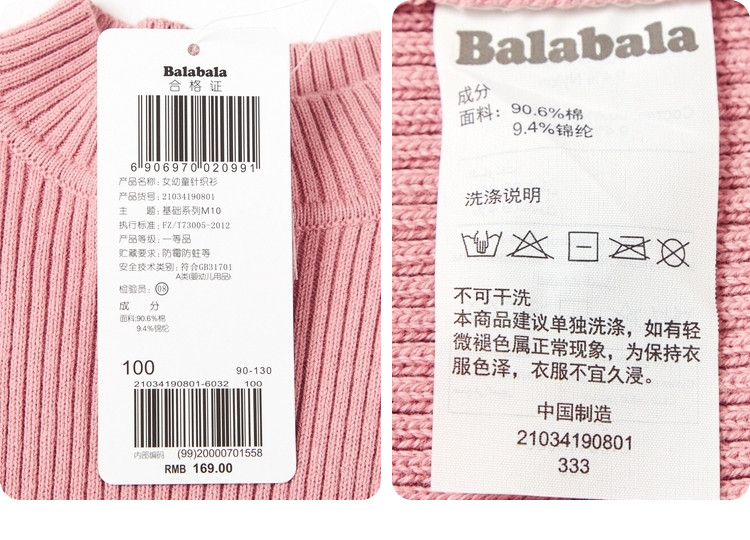 Balabala
合格证
6 906970 020991
产品名称: 女幼童针织衫
产品货号: 21034190801
主 题: 基础系列M10
执行标准: FZ/T73005-2012
产品等级: 一等品
贮藏要求: 防霉防蛀等
安全技术类别: 符合GB31701
A类(婴幼儿用品)
检验员: 08
成 分
面料:90.6%棉
9.4%锦纶
100 90-130
21034190801-6032 100
内部编码 (99)20000701558
RMB 169.00
Balabala
成分
面料: 90.6%棉
9.4%锦纶
洗涤说明
不可干洗
本商品建议单独洗涤，如有轻
微褪色属正常现象，为保持衣
服色泽，衣服不宜久浸。
中国制造
21034190801
333